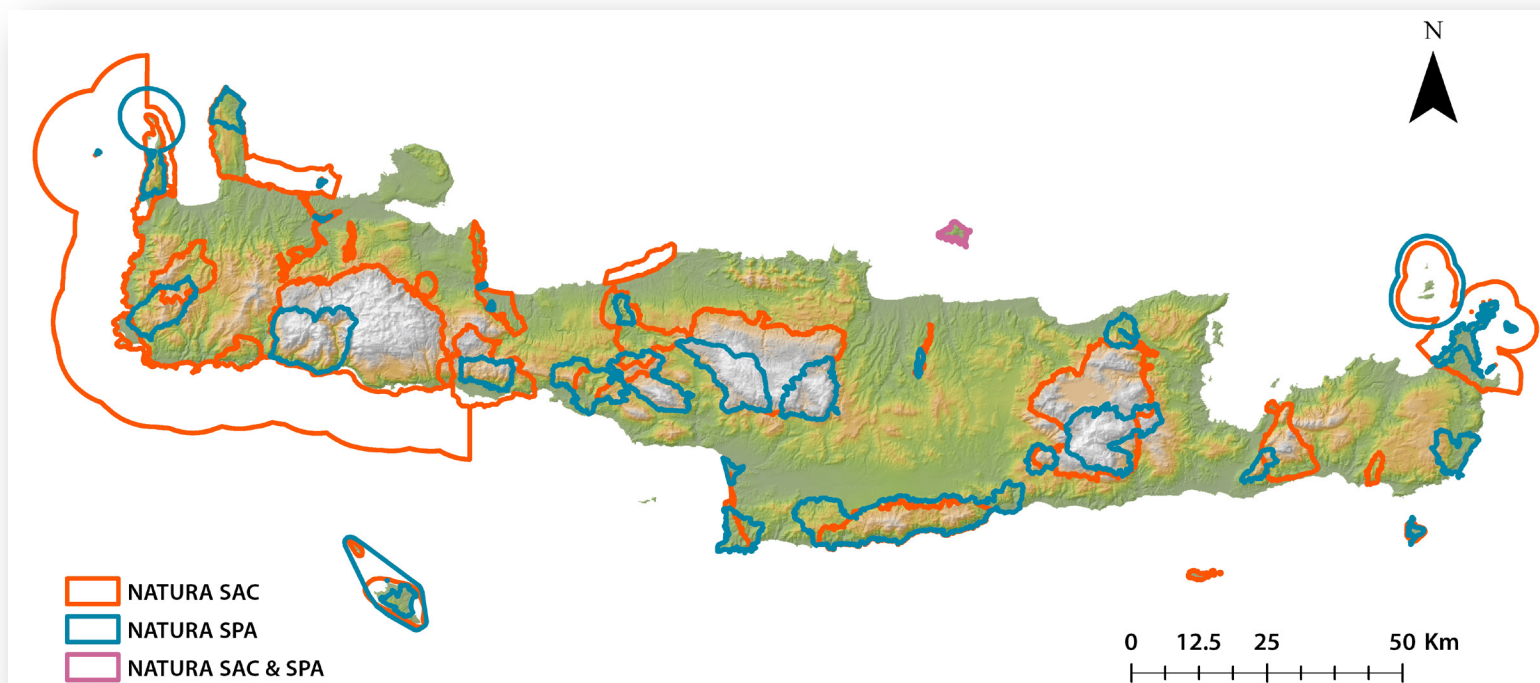 N
NATURA SAC
NATURA SPA
NATURA SAC & SPA
0 12.5 25 50 Km